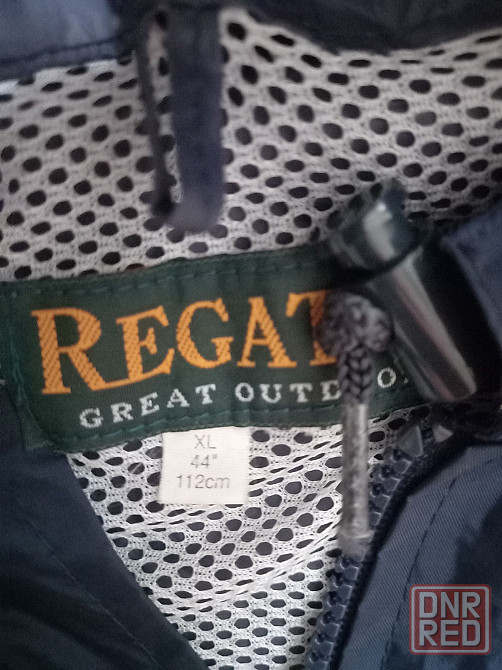 REGAT
GREAT OUTD O
XL
44"
112cm
DNR
RED